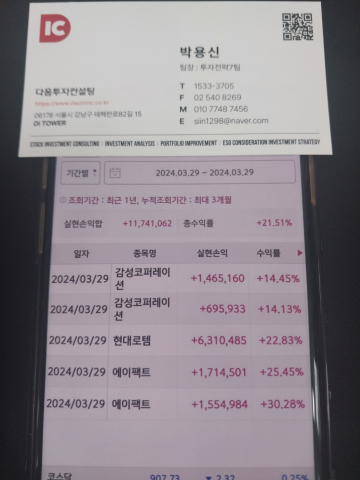 IC
박용신
팀장 : 투자전략7팀
T 1533-3705
F 02 540 8269
M 010 7748 7456
E siin1298@naver.com
다움투자컨설팅
06178 서울시 강남구 테헤란로82길 15
DI TOWER
STOCK INVESTMENT CONSULTING | INVESTMENT ANALYSIS | PORTFOLIO IMPROVEMENT | ESG CONSIDERATION INVESTMENT STRATEGY
기간별 2024.03.29 ~ 2024.03.29
조회기간 : 최근 1년, 누적조회기간 : 최대 3개월
실현손익합 +11,741,062 총수익률 +21.51%
일자 종목명 실현손익 수익률
2024/03/29 감성코퍼레이션 +1,465,160 +14.45%
2024/03/29 감성코퍼레이션 +695,933 +14.13%
2024/03/29 현대로템 +6,310,485 +22.83%
2024/03/29 에이팩트 +1,714,501 +25.45%
2024/03/29 에이팩트 +1,554,984 +30.28%
코스닥 907.73 ▼ 2.32 0.25%